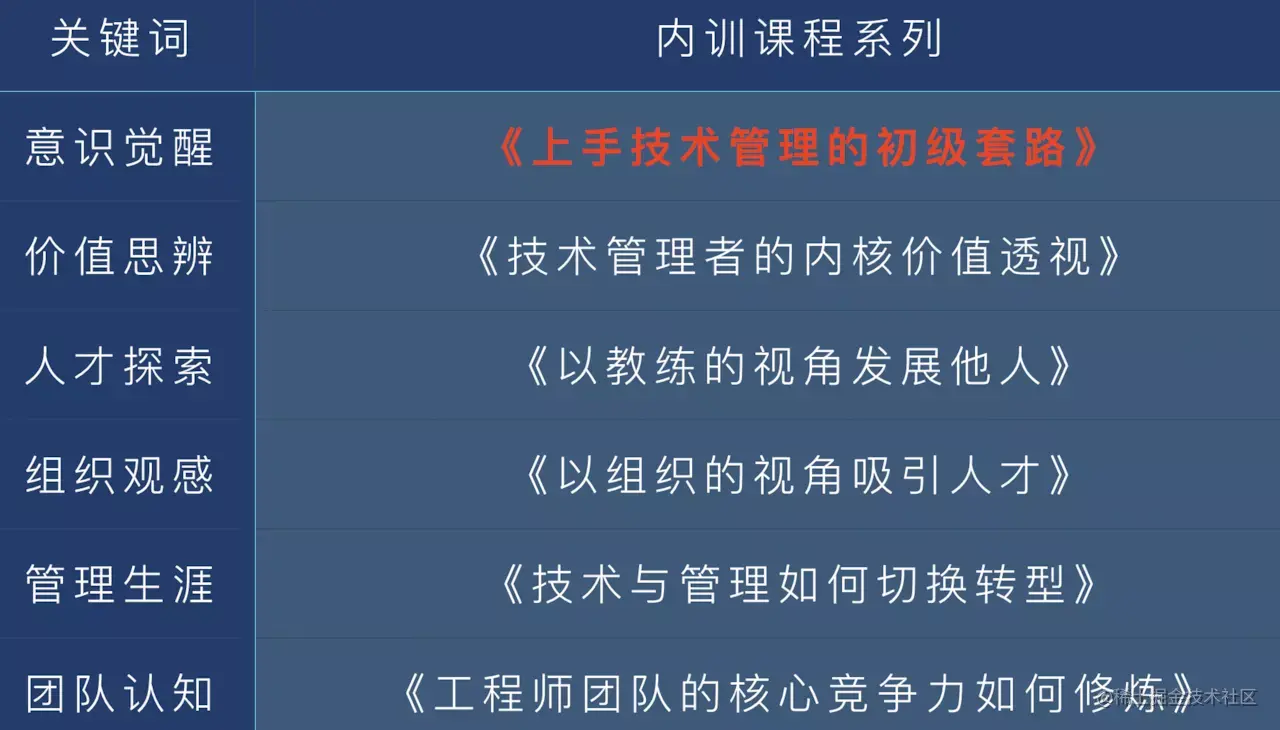 关键词 内训课程系列
意识觉醒 《上手技术管理的初级套路》
价值思辨 《技术管理者的内核价值透视》
人才探索 《以教练的视角发展他人》
组织观感 《以组织的视角吸引人才》
管理生涯 《技术与管理如何切换转型》
团队认知 《工程师团队的核心竞争力如何修炼》
@稀土掘金技术社区